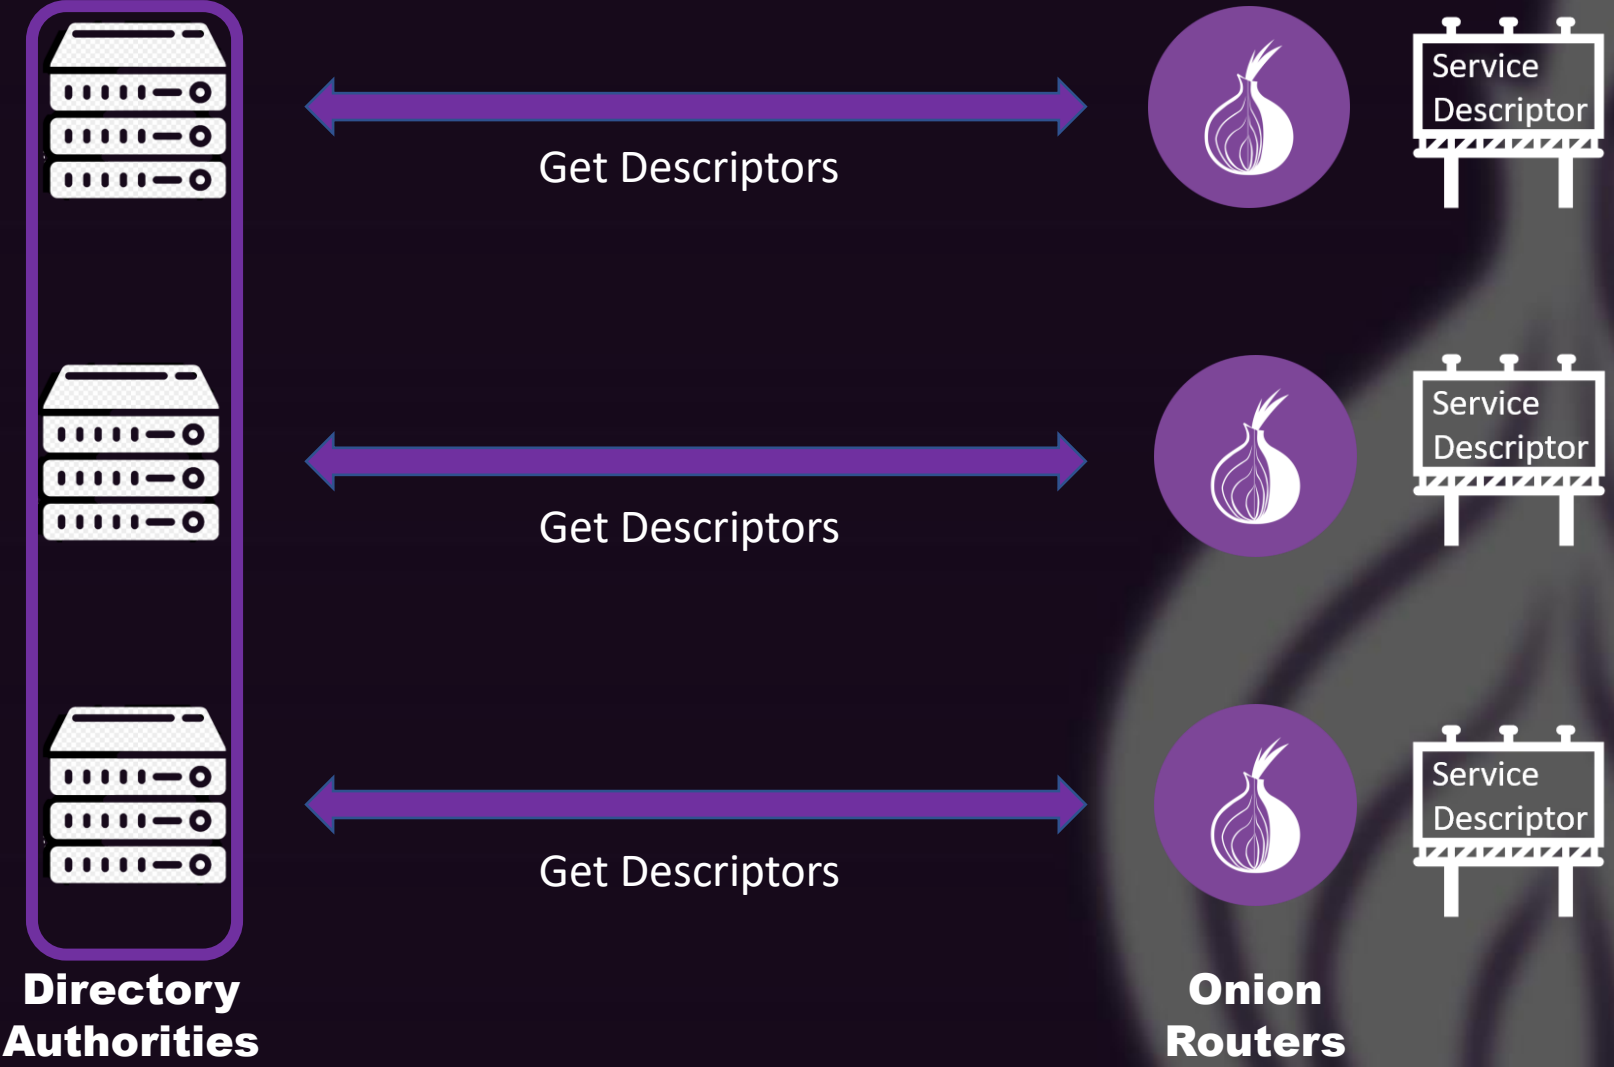 Service
Descriptor
Get Descriptors
Service
Descriptor
Get Descriptors
Service
Descriptor
Get Descriptors
Directory
Authorities
Onion
Routers